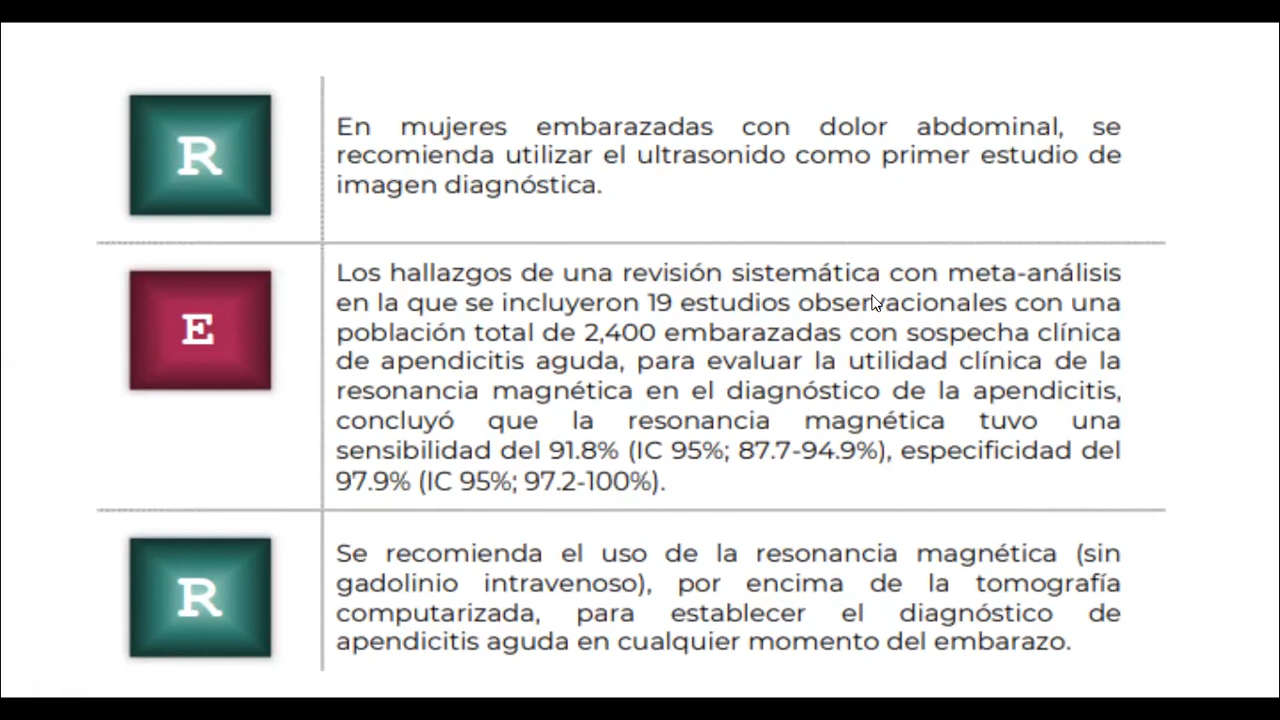 R
En mujeres embarazadas con dolor abdominal, se
recomienda utilizar el ultrasonido como primer estudio de
imagen diagnóstica.
E
Los hallazgos de una revisión sistemática con meta-análisis
en la que se incluyeron 19 estudios observacionales con una
población total de 2,400 embarazadas con sospecha clínica
de apendicitis aguda, para evaluar la utilidad clínica de la
resonancia magnética en el diagnóstico de la apendicitis,
concluyó que la resonancia magnética tuvo una
sensibilidad del 91.8% (IC 95%; 87.7-94.9%), especificidad del
97.9% (IC 95%; 97.2-100%).
R
Se recomienda el uso de la resonancia magnética (sin
gadolinio intravenoso), por encima de la tomografía
computarizada, para establecer el diagnóstico de
apendicitis aguda en cualquier momento del embarazo.